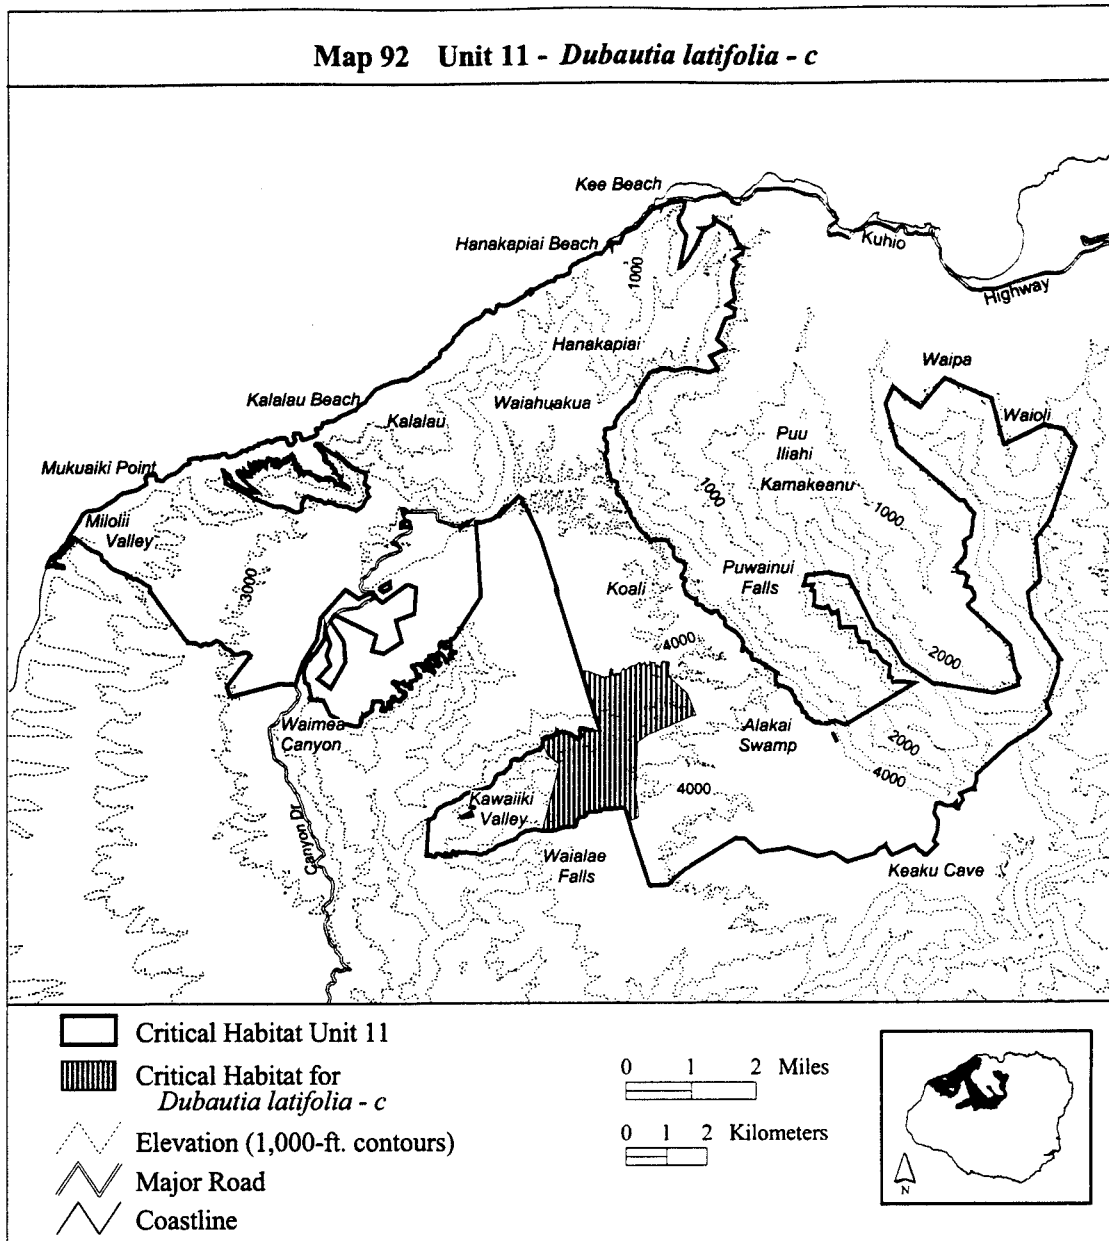 Map 92 Unit 11 - Dubautia latifolia - c
Kee Beach
Hanakapiai Beach
Kuhio
Highway
1000
Hanakapiai
Waipa
Kalalau Beach
Waiahuakua
Kalalau
Waioli
Puu
Iliahi
Mukuaiki Point
Kamakeanu
1000
1000
Milolii
Valley
Puwainui
Falls
3000
Koali
4000
2000
Waimea
Canyon
Alakai
Swamp
2000
4000
4000
Kawaiiki
Valley
Canyon Dr
Waialae
Falls
Keaku Cave
Critical Habitat Unit 11
Critical Habitat for
Dubautia latifolia - c
Elevation (1,000-ft. contours)
Major Road
Coastline
0 1 2 Miles
0 1 2 Kilometers
N